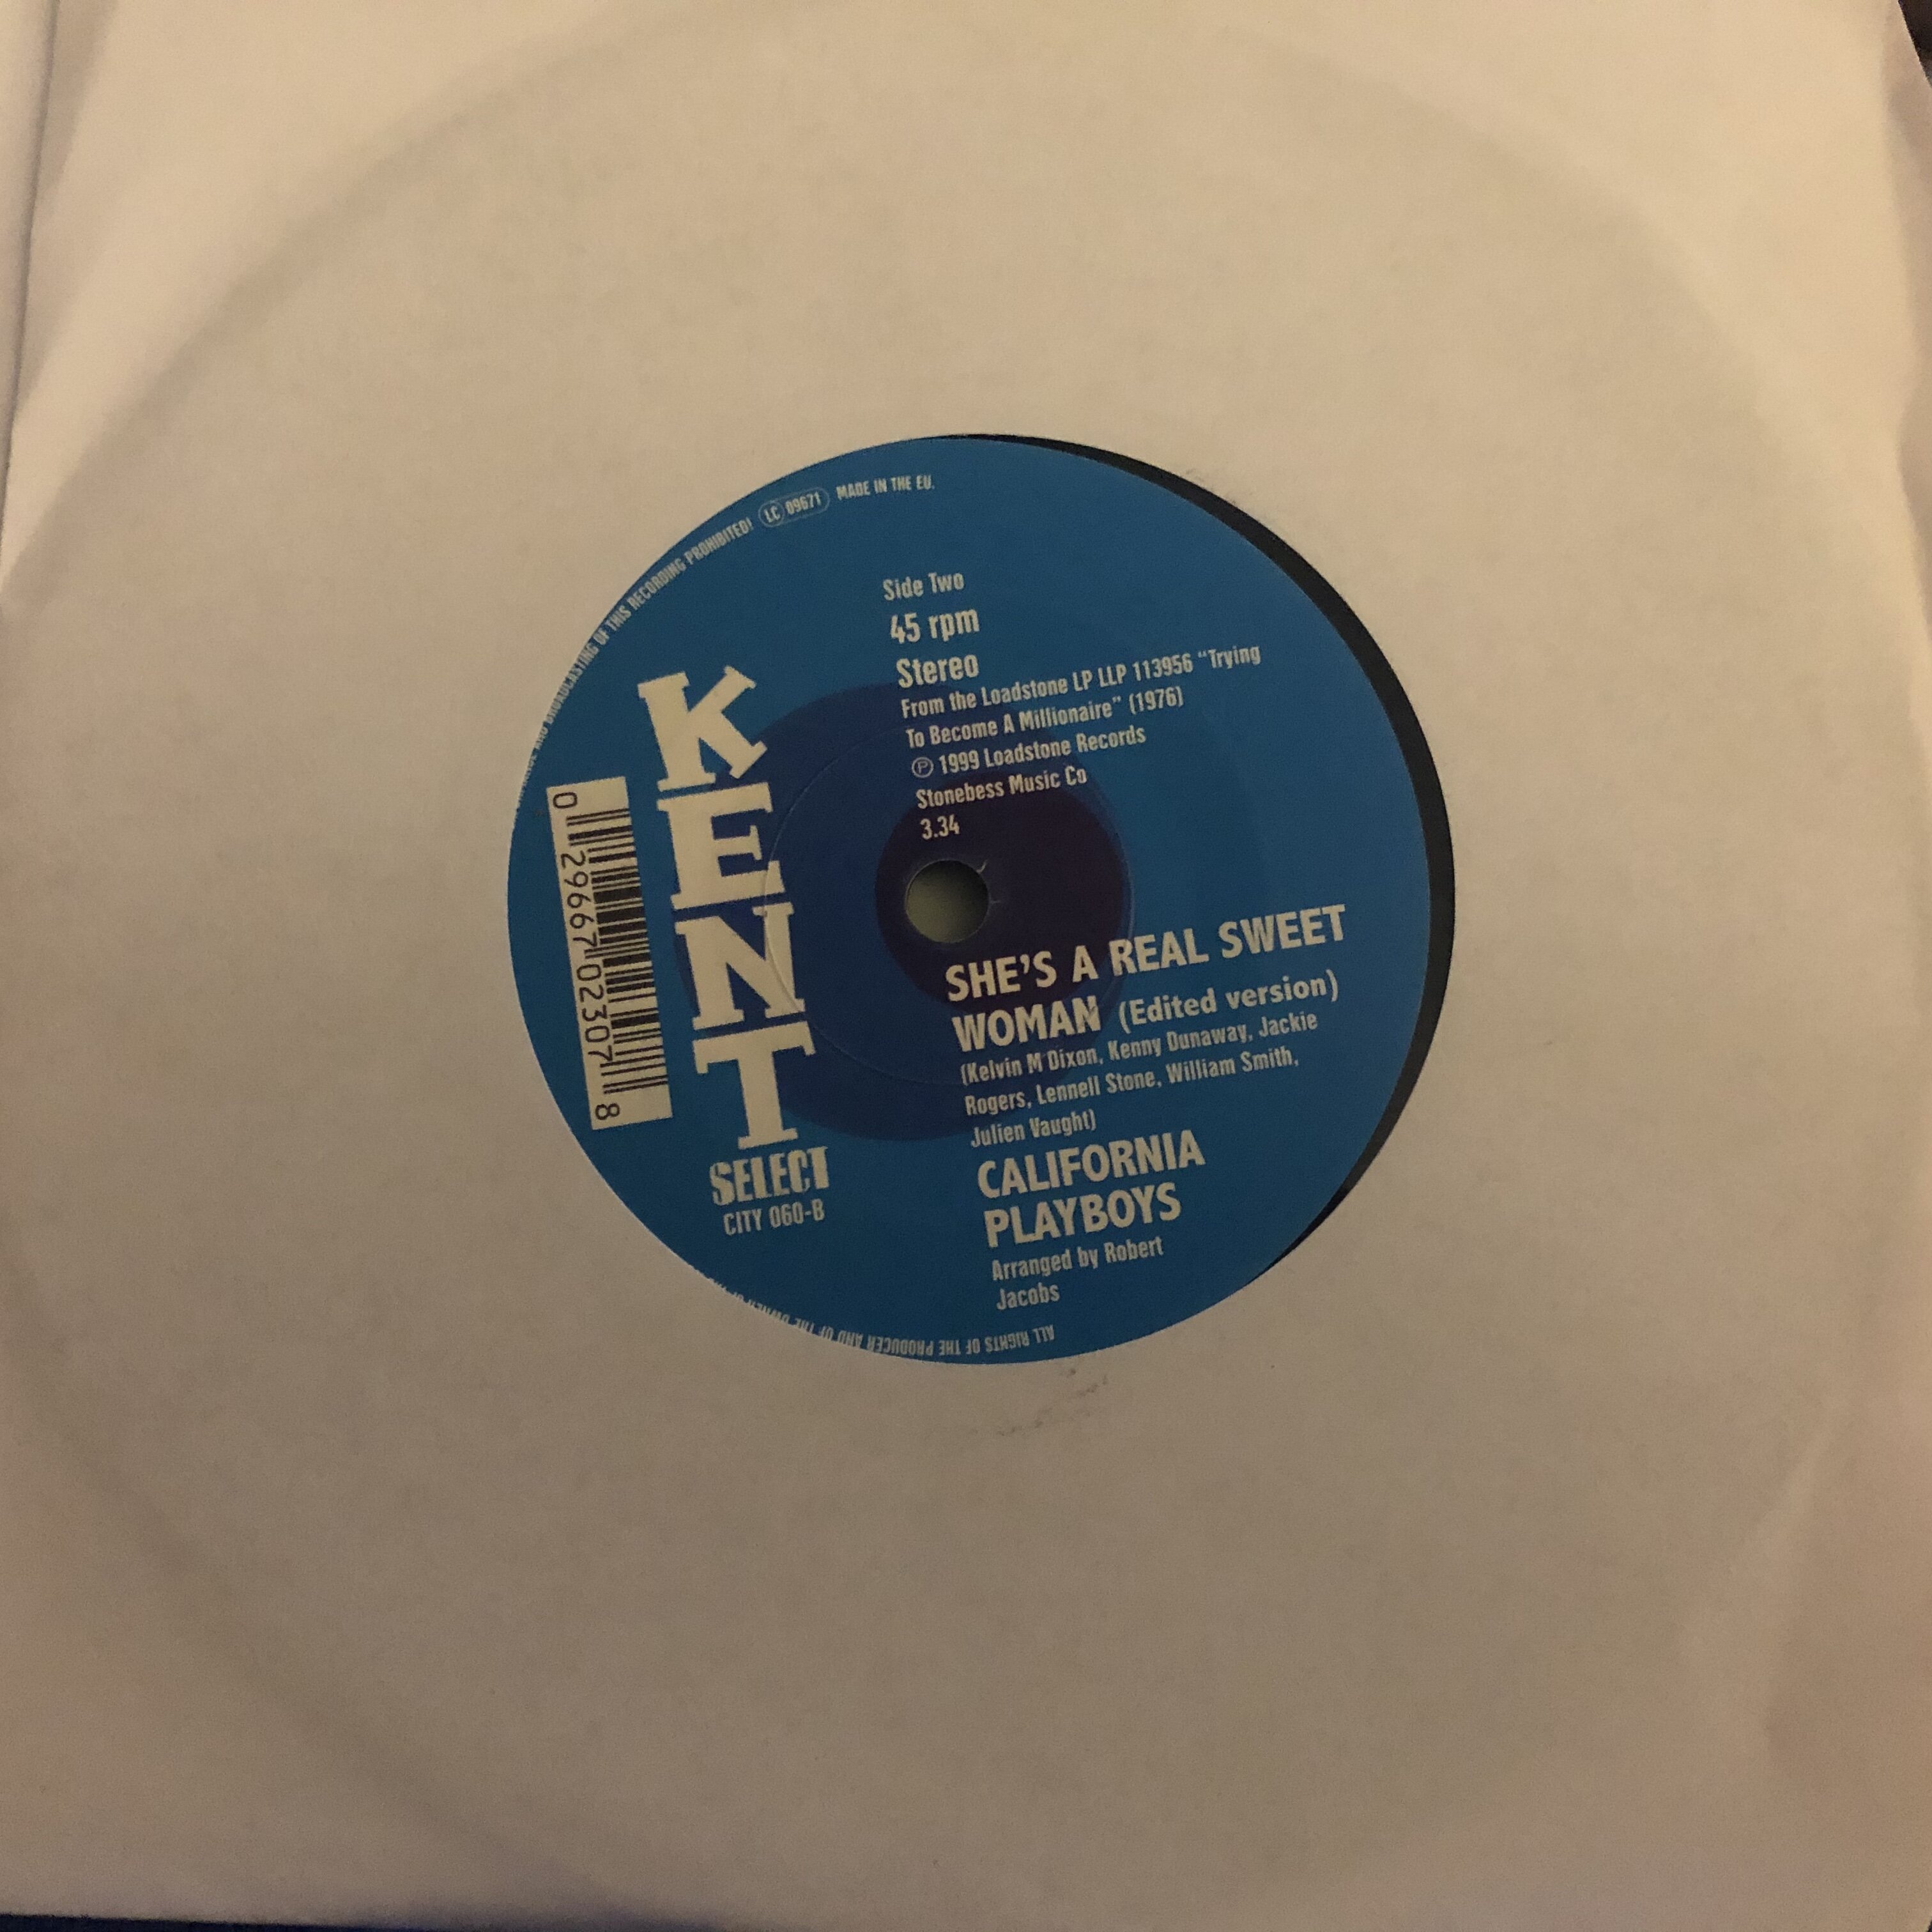 ALL RIGHTS OF THE PRODUCER AND OF THE OWNER OF
BROADCASTING OF THIS RECORDING PROHIBITED! LC 09671 MADE IN THE EU.
Side Two
45 rpm
Stereo
From the Loadstone LP LLP 113956 "Trying
To Become A Millionaire" (1976)
℗ 1999 Loadstone Records
Stonebess Music Co
3.34
KENT
SELECT
CITY 060-B
0 29667 02307 8
SHE'S A REAL SWEET
WOMAN (Edited version)
(Kelvin M Dixon, Kenny Dunaway, Jackie
Rogers, Lennell Stone, William Smith,
Julien Vaught)
CALIFORNIA
PLAYBOYS
Arranged by Robert
Jacobs